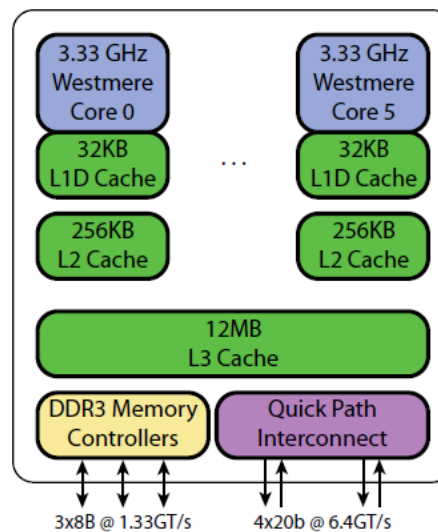 3.33 GHz
Westmere
Core 0
32KB
L1D Cache
256KB
L2 Cache
...
3.33 GHz
Westmere
Core 5
32KB
L1D Cache
256KB
L2 Cache
12MB
L3 Cache
DDR3 Memory
Controllers
Quick Path
Interconnect
3x8B @ 1.33GT/s
4x20b @ 6.4GT/s